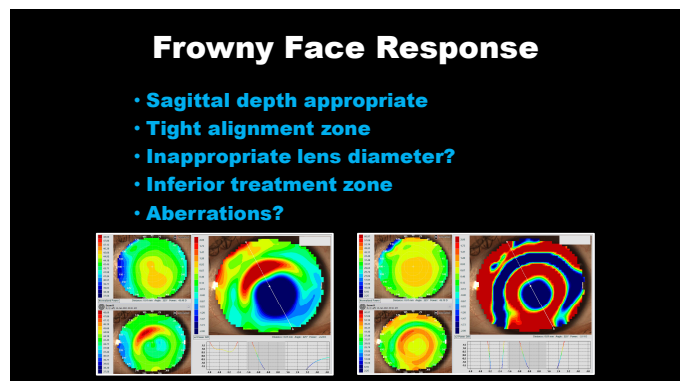 Frowny Face Response
• Sagittal depth appropriate
• Tight alignment zone
• Inappropriate lens diameter?
• Inferior treatment zone
• Aberrations?